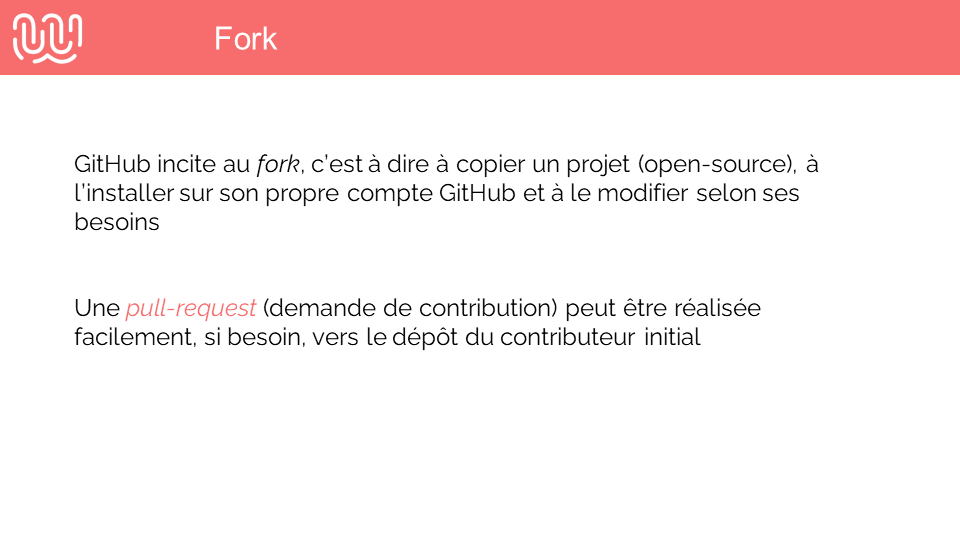 Fork
GitHub incite au fork, c’est à dire à copier un projet (open-source), à
l’installer sur son propre compte GitHub et à le modifier selon ses
besoins
Une pull-request (demande de contribution) peut être réalisée
facilement, si besoin, vers le dépôt du contributeur initial